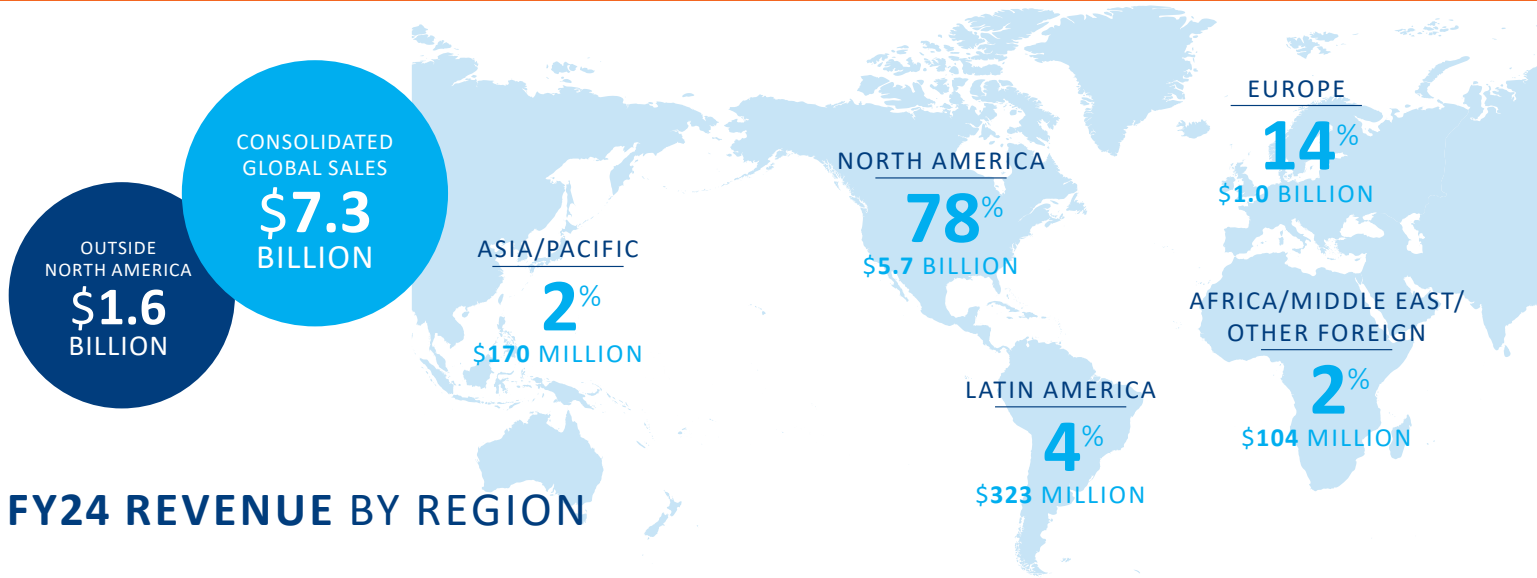 CONSOLIDATED
GLOBAL SALES
$7.3
BILLION
OUTSIDE
NORTH AMERICA
$1.6
BILLION
ASIA/PACIFIC
2%
$170 MILLION
NORTH AMERICA
78%
$5.7 BILLION
LATIN AMERICA
4%
$323 MILLION
EUROPE
14%
$1.0 BILLION
AFRICA/MIDDLE EAST/
OTHER FOREIGN
2%
$104 MILLION
FY24 REVENUE BY REGION